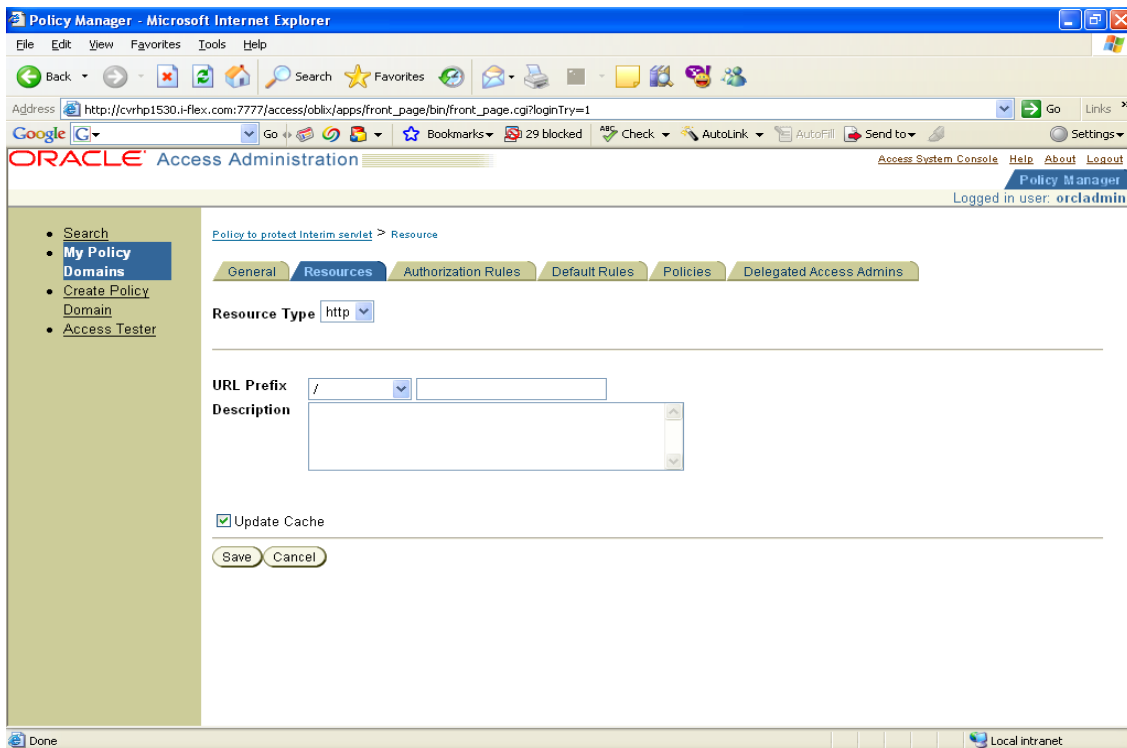 Policy Manager - Microsoft Internet Explorer
File Edit View Favorites Tools Help
Back Search Favorites
Address http://cvrhp1530.i-flex.com:7777/access/oblix/apps/front_page/bin/front_page.cgi?loginTry=1 Go Links »
Google G Go Bookmarks 29 blocked ABC Check AutoLink AutoFill Send to Settings
ORACLE Access Administration
Access System Console Help About Logout
Policy Manager
Logged in user: orcladmin
Search
My Policy
Domains
Create Policy
Domain
Access Tester
Policy to protect Interim servlet > Resource
General Resources Authorization Rules Default Rules Policies Delegated Access Admins
Resource Type http
URL Prefix /
Description
Update Cache
Save Cancel
Done Local intranet